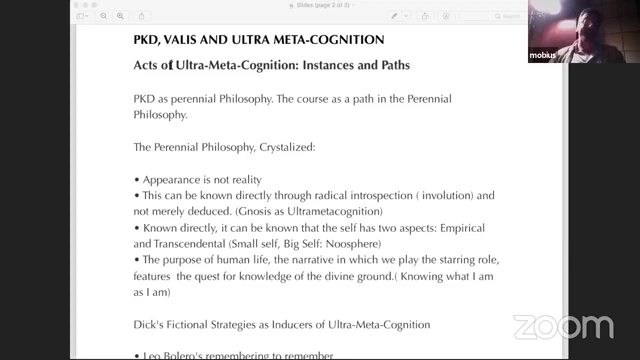 Slides (page 2 of 3)
Search
mobius
PKD, VALIS AND ULTRA META-COGNITION
Acts of Ultra-Meta-Cognition: Instances and Paths
PKD as perennial Philosophy. The course as a path in the Perennial
Philosophy.
The Perennial Philosophy, Crystalized:
• Appearance is not reality
• This can be known directly through radical introspection ( involution) and
not merely deduced. (Gnosis as Ultrametacognition)
• Known directly, it can be known that the self has two aspects: Empirical
and Transcendental (Small self, Big Self: Noosphere)
• The purpose of human life, the narrative in which we play the starring role,
features the quest for knowledge of the divine ground.( Knowing what I am
as I am)
Dick's Fictional Strategies as Inducers of Ultra-Meta-Cognition
• Leo Bolero's remembering to remember
zoom